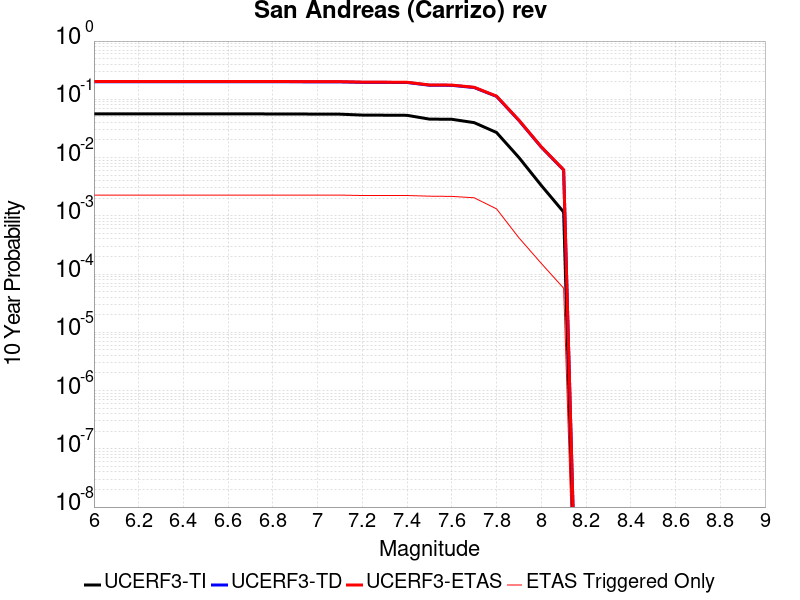 San Andreas (Carrizo) rev
10^0
10^-1
10^-2
10^-3
10^-4
10^-5
10^-6
10^-7
10^-8
10 Year Probability
6 6.2 6.4 6.6 6.8 7 7.2 7.4 7.6 7.8 8 8.2 8.4 8.6 8.8 9
Magnitude
UCERF3-TI UCERF3-TD UCERF3-ETAS ETAS Triggered Only